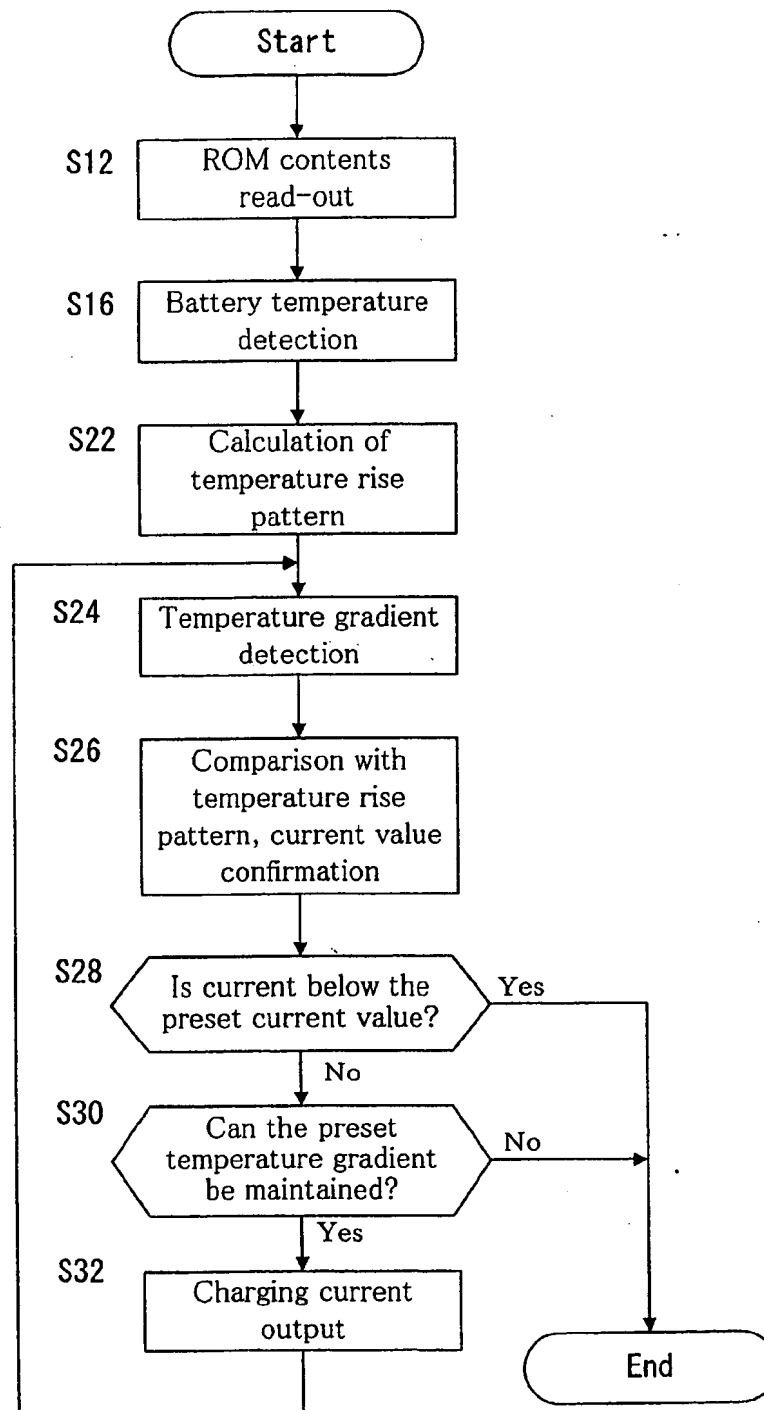 Start
S12
ROM contents
read-out
S16
Battery temperature
detection
S22
Calculation of
temperature rise
pattern
S24
Temperature gradient
detection
S26
Comparison with
temperature rise
pattern, current value
confirmation
S28
Is current below the
preset current value?
Yes
No
S30
Can the preset
temperature gradient
be maintained?
No
Yes
S32
Charging current
output
End